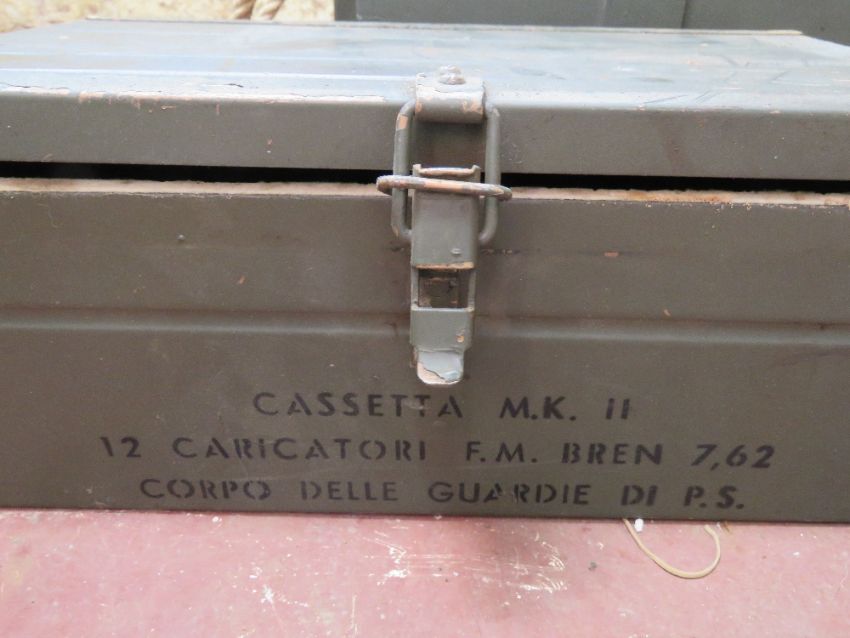 CASSETTA M.K. II
12 CARICATORI F.M. BREN 7,62
CORPO DELLE GUARDIE DI P.S.